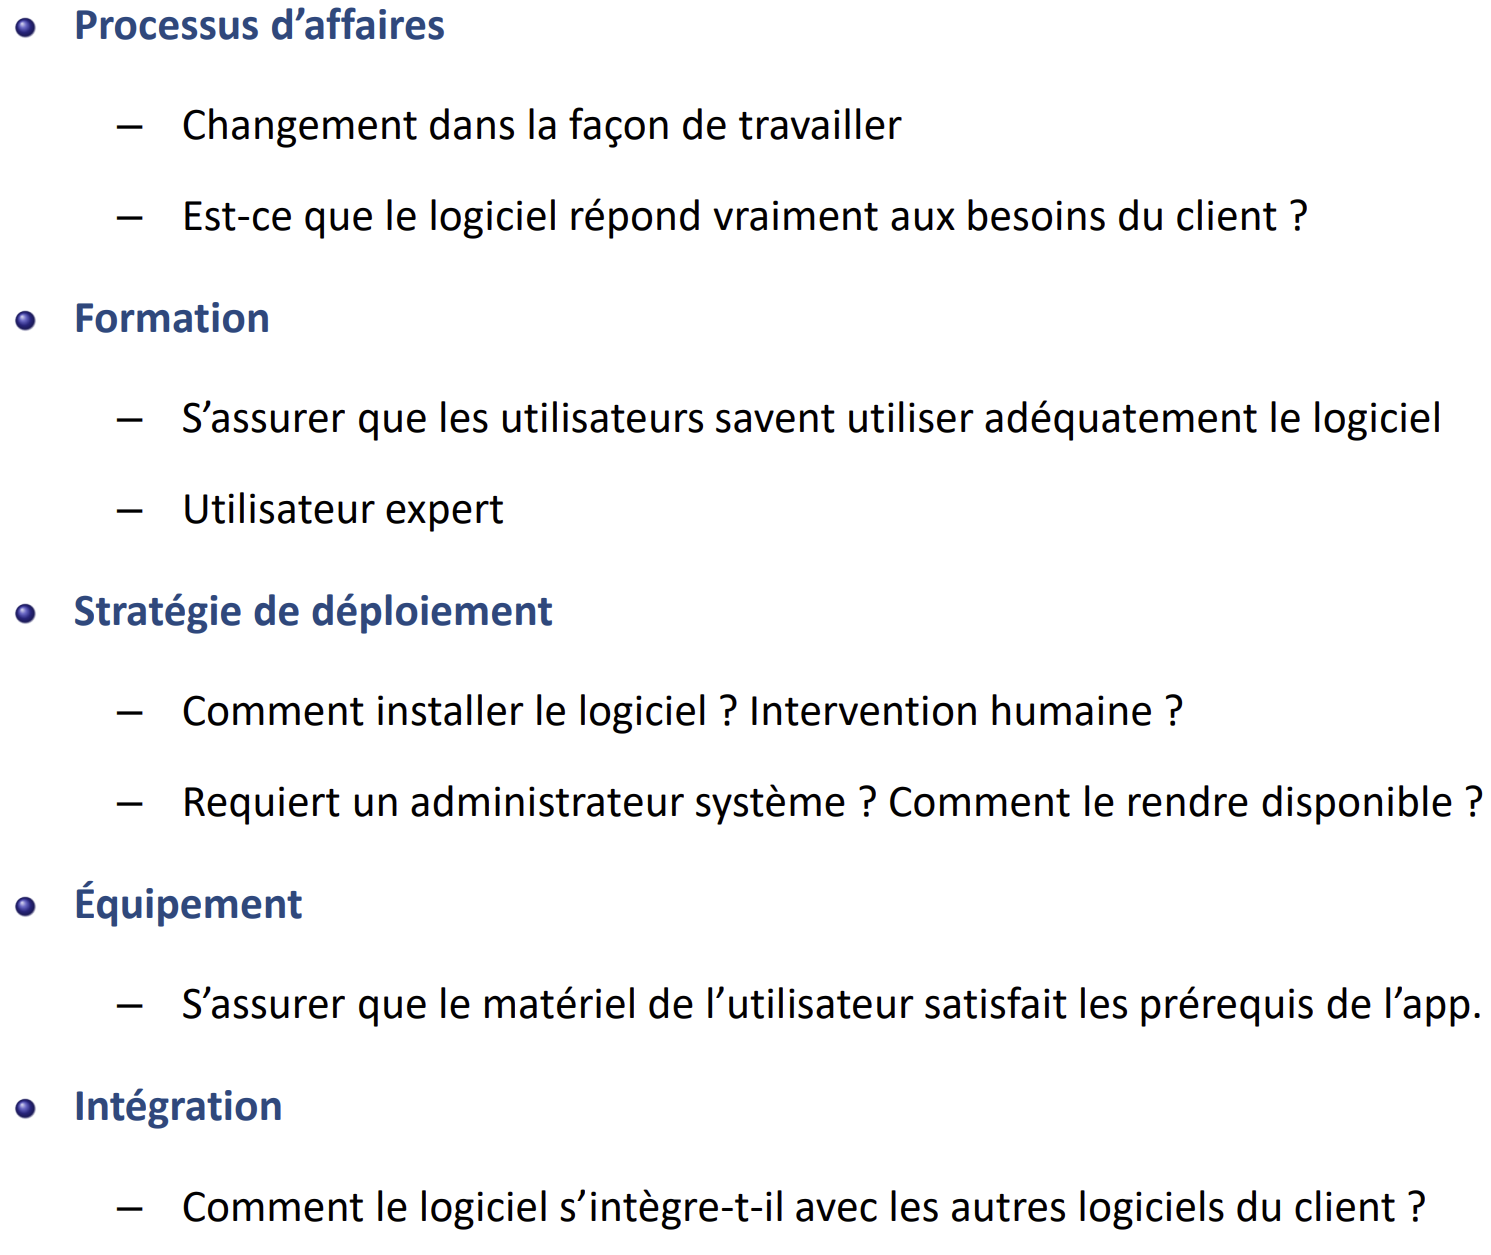 Processus d’affaires
– Changement dans la façon de travailler
– Est-ce que le logiciel répond vraiment aux besoins du client ?
Formation
– S’assurer que les utilisateurs savent utiliser adéquatement le logiciel
– Utilisateur expert
Stratégie de déploiement
– Comment installer le logiciel ? Intervention humaine ?
– Requiert un administrateur système ? Comment le rendre disponible ?
Équipement
– S’assurer que le matériel de l’utilisateur satisfait les prérequis de l’app.
Intégration
– Comment le logiciel s’intègre-t-il avec les autres logiciels du client ?